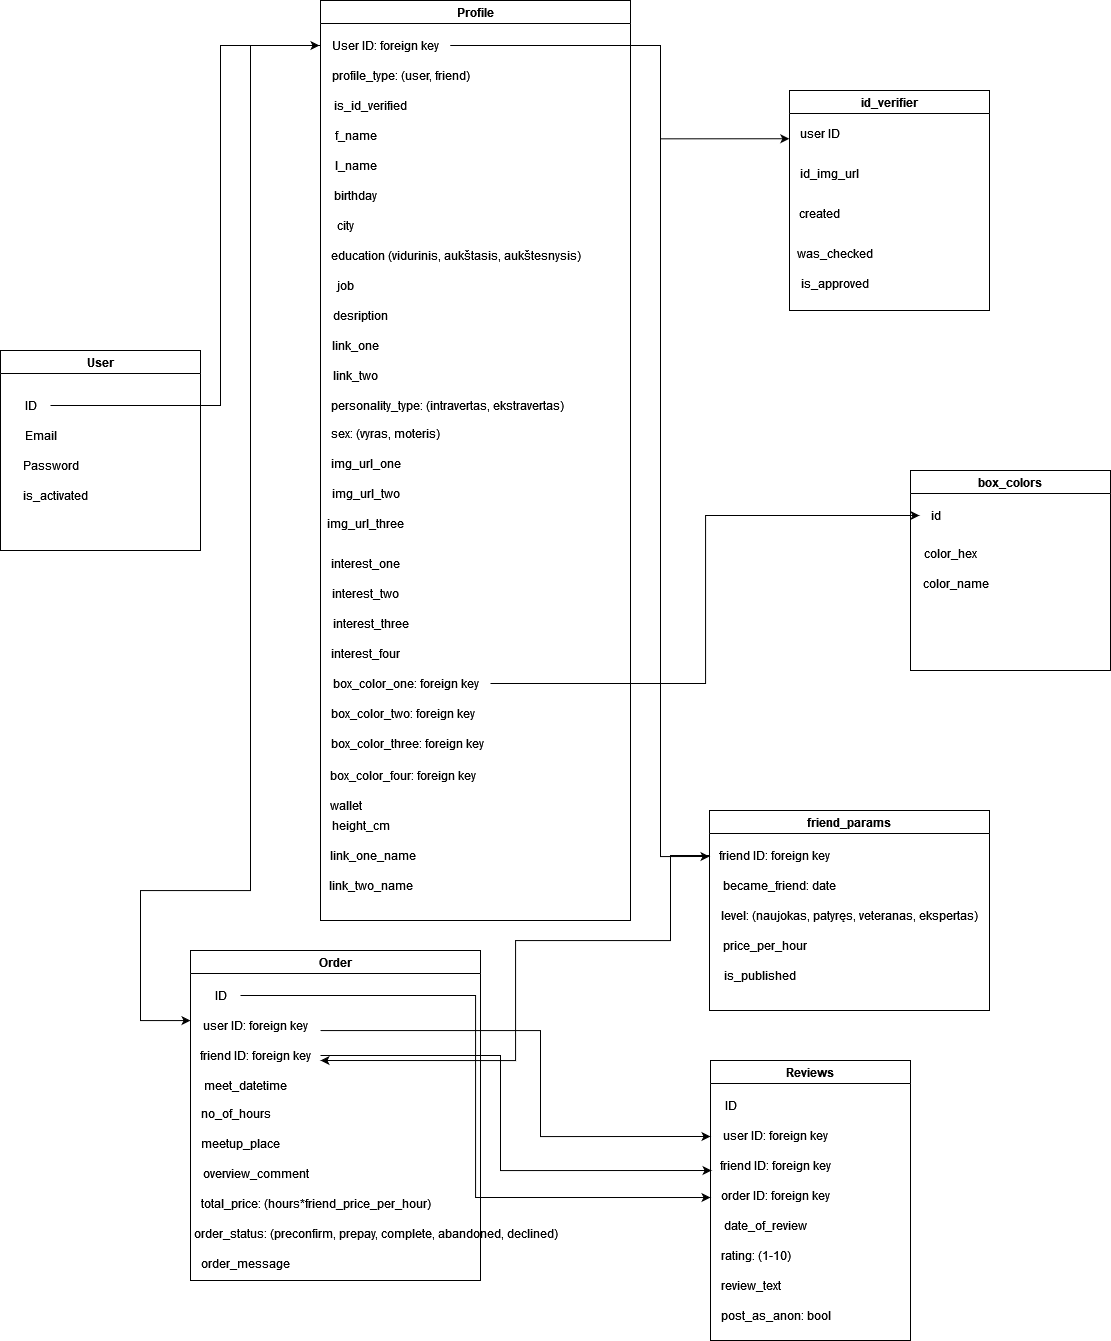 Profile
User ID: foreign key
profile_type: (user, friend)
is_id_verified
f_name
l_name
birthday
city
education (vidurinis, aukštasis, aukštesnysis)
job
desription
link_one
link_two
personality_type: (intravertas, ekstravertas)
sex: (vyras, moteris)
img_url_one
img_url_two
img_url_three
interest_one
interest_two
interest_three
interest_four
box_color_one: foreign key
box_color_two: foreign key
box_color_three: foreign key
box_color_four: foreign key
wallet
height_cm
link_one_name
link_two_name
id_verifier
user ID
id_img_url
created
was_checked
is_approved
User
ID
Email
Password
is_activated
box_colors
id
color_hex
color_name
friend_params
friend ID: foreign key
became_friend: date
level: (naujokas, patyręs, veteranas, ekspertas)
price_per_hour
is_published
Order
ID
user ID: foreign key
friend ID: foreign key
meet_datetime
no_of_hours
meetup_place
overview_comment
total_price: (hours*friend_price_per_hour)
order_status: (preconfirm, prepay, complete, abandoned, declined)
order_message
Reviews
ID
user ID: foreign key
friend ID: foreign key
order ID: foreign key
date_of_review
rating: (1-10)
review_text
post_as_anon: bool